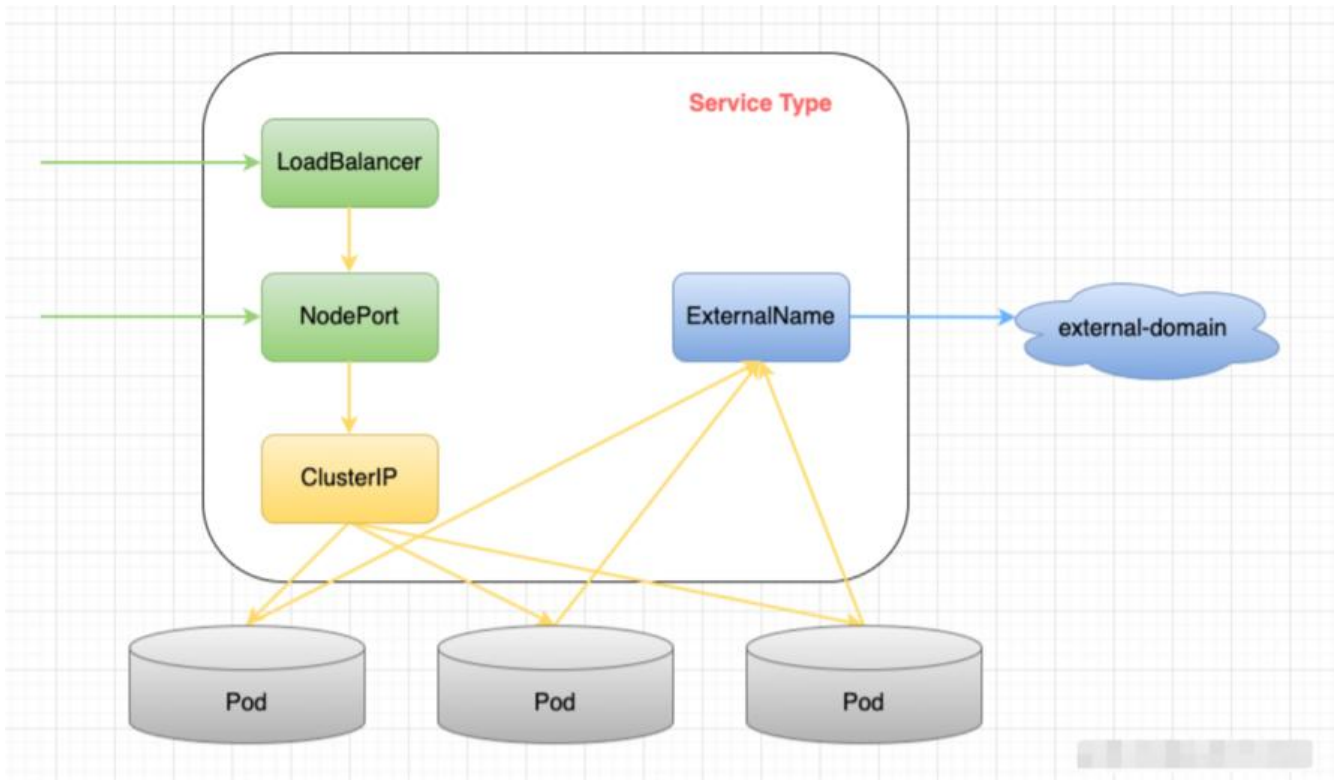 Service Type
LoadBalancer
NodePort
ExternalName
external-domain
ClusterIP
Pod
Pod
Pod